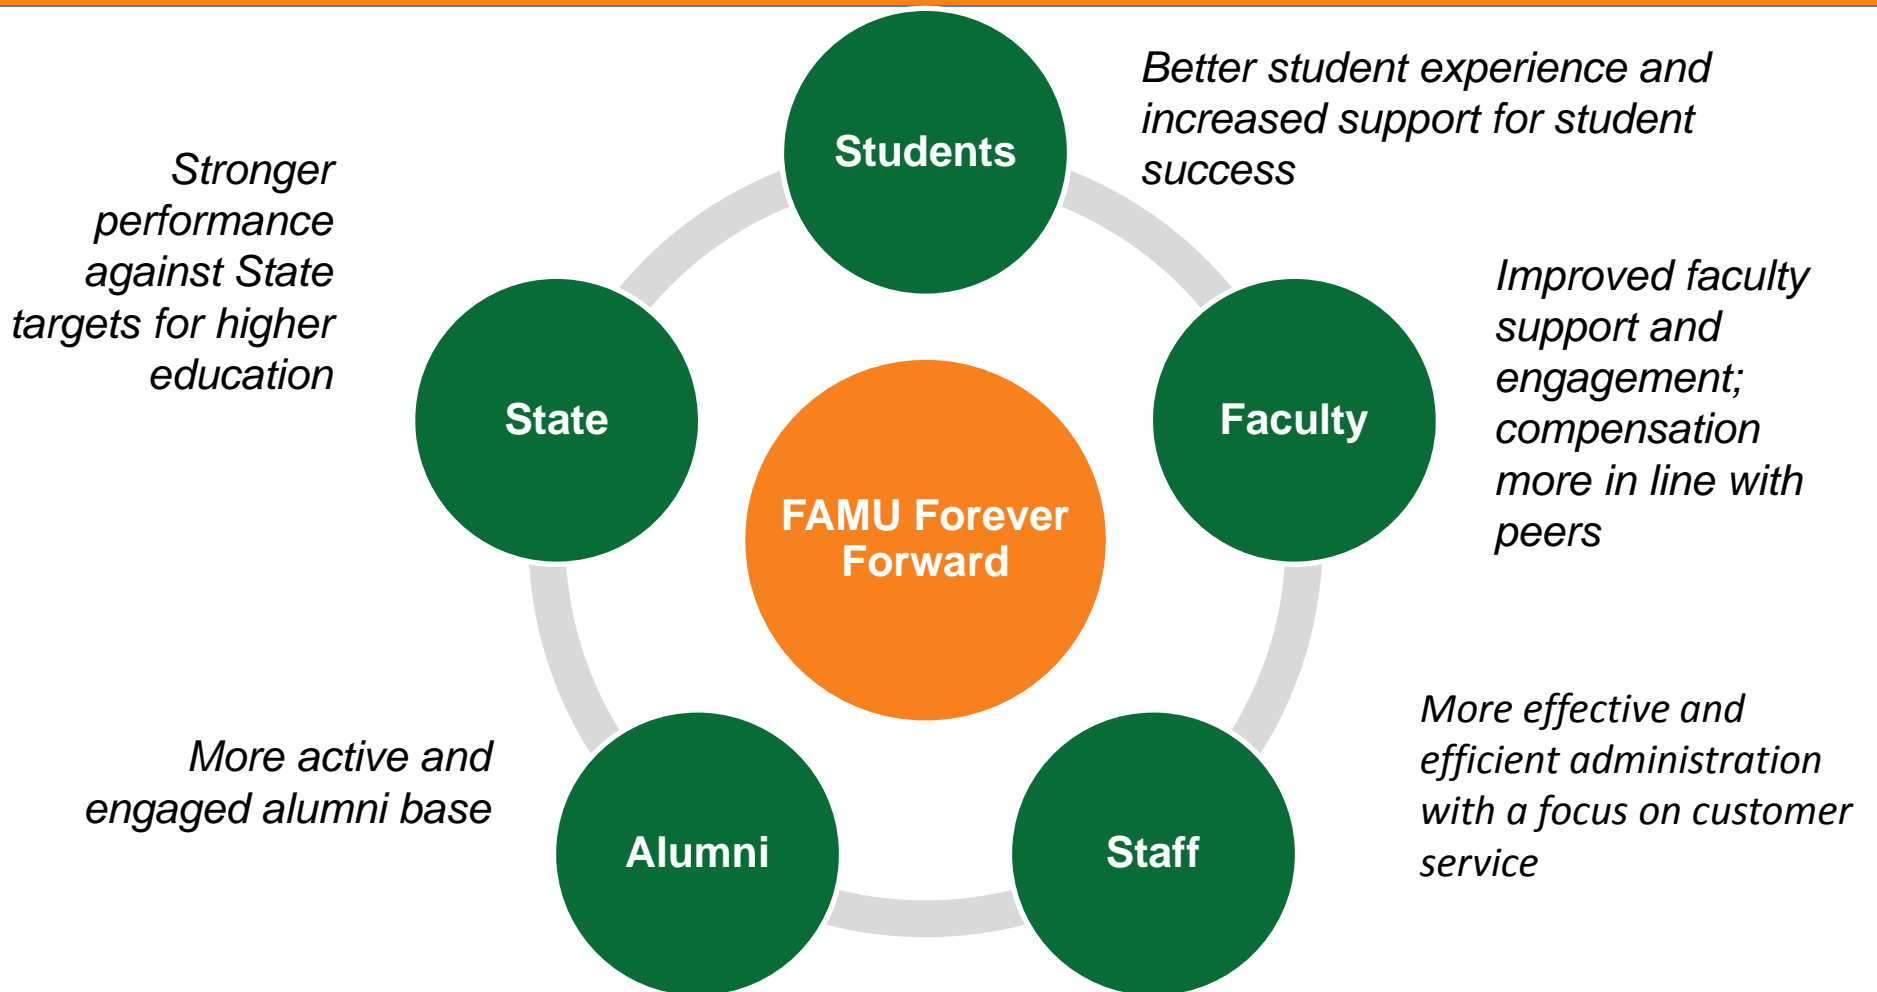 Students
Better student experience and
increased support for student
success
Faculty
Improved faculty
support and
engagement;
compensation
more in line with
peers
Staff
More effective and
efficient administration
with a focus on customer
service
Alumni
More active and
engaged alumni base
State
Stronger
performance
against State
targets for higher
education
FAMU Forever
Forward